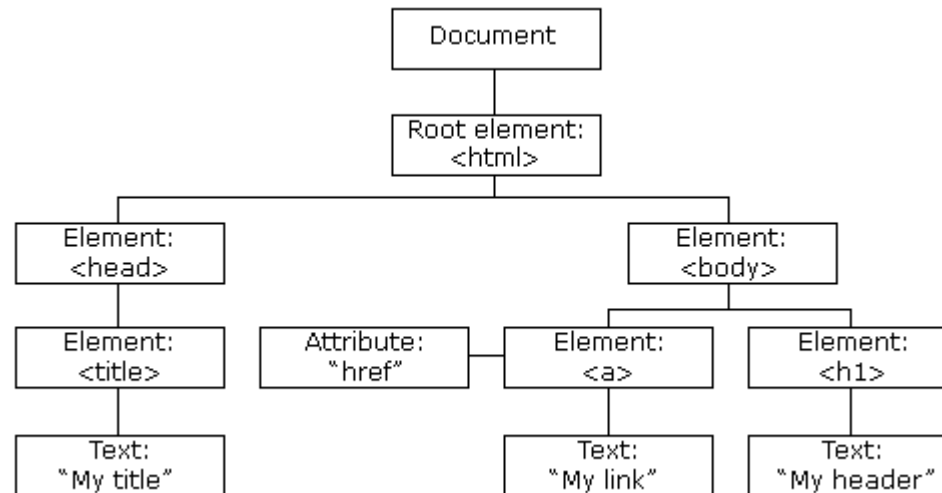 Document
Root element:
<html>
Element:
<head>
Element:
<body>
Element:
<title>
Attribute:
“href”
Element:
<a>
Element:
<h1>
Text:
“My title”
Text:
“My link”
Text:
“My header”